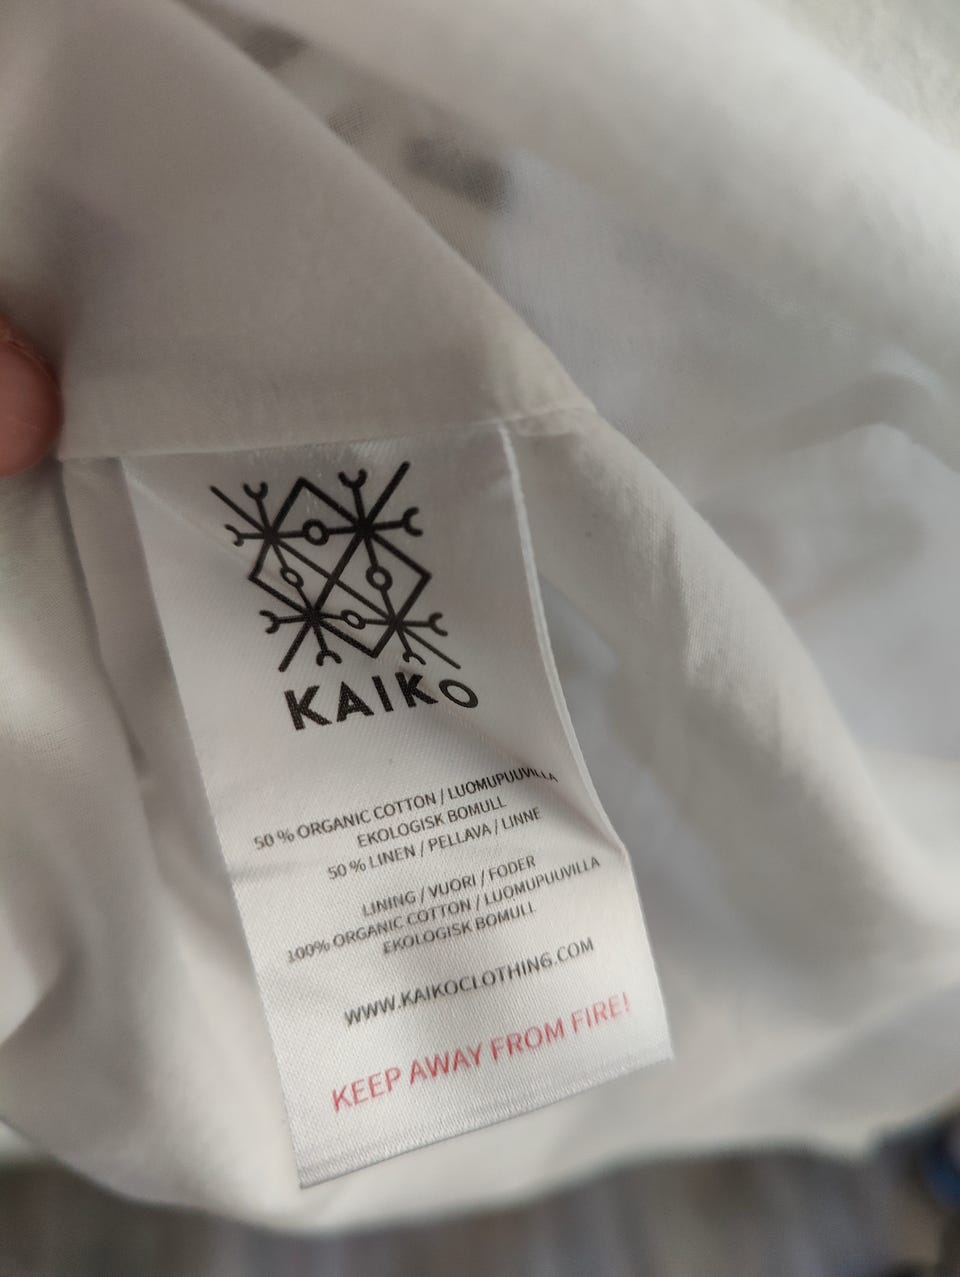 KAIKO
50 % ORGANIC COTTON / LUOMUPUUVILLA
EKOLOGISK BOMULL
50 % LINEN / PELLAVA / LINNE
LINING / VUORI / FODER
100% ORGANIC COTTON / LUOMUPUUVILLA
EKOLOGISK BOMULL
WWW.KAIKOCLOTHING.COM
KEEP AWAY FROM FIRE!